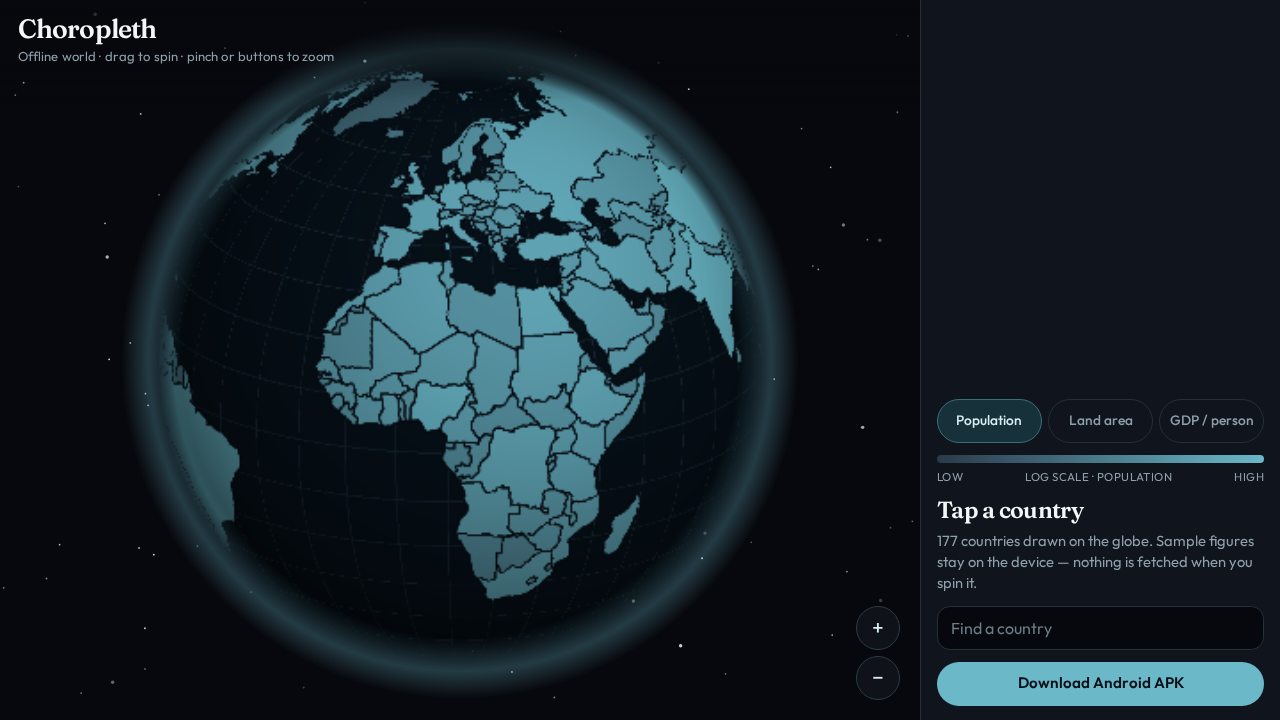 Choropleth
Offline world · drag to spin · pinch or buttons to zoom
Population
Land area
GDP / person
LOW
LOG SCALE · POPULATION
HIGH
Tap a country
177 countries drawn on the globe. Sample figures
stay on the device — nothing is fetched when you
spin it.
+
Find a country
−
Download Android APK